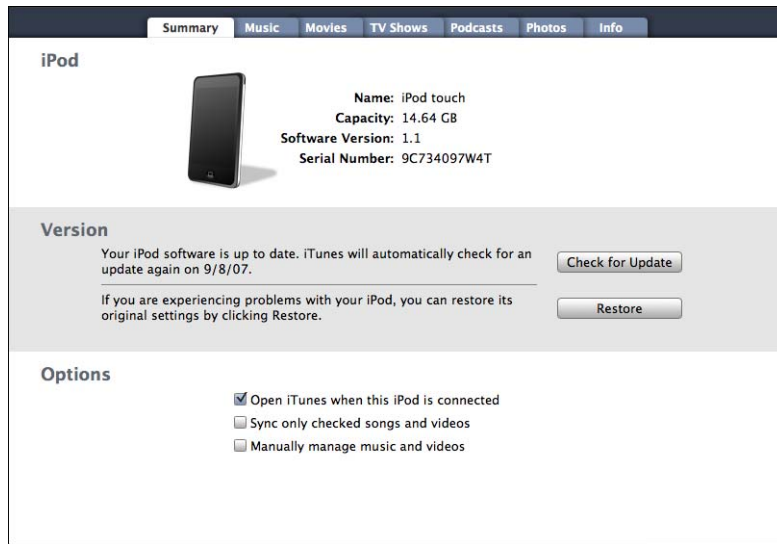 Summary Music Movies TV Shows Podcasts Photos Info
iPod
Name: iPod touch
Capacity: 14.64 GB
Software Version: 1.1
Serial Number: 9C734097W4T
Version
Your iPod software is up to date. iTunes will automatically check for an
update again on 9/8/07.
Check for Update
If you are experiencing problems with your iPod, you can restore its
original settings by clicking Restore.
Restore
Options
Open iTunes when this iPod is connected
Sync only checked songs and videos
Manually manage music and videos